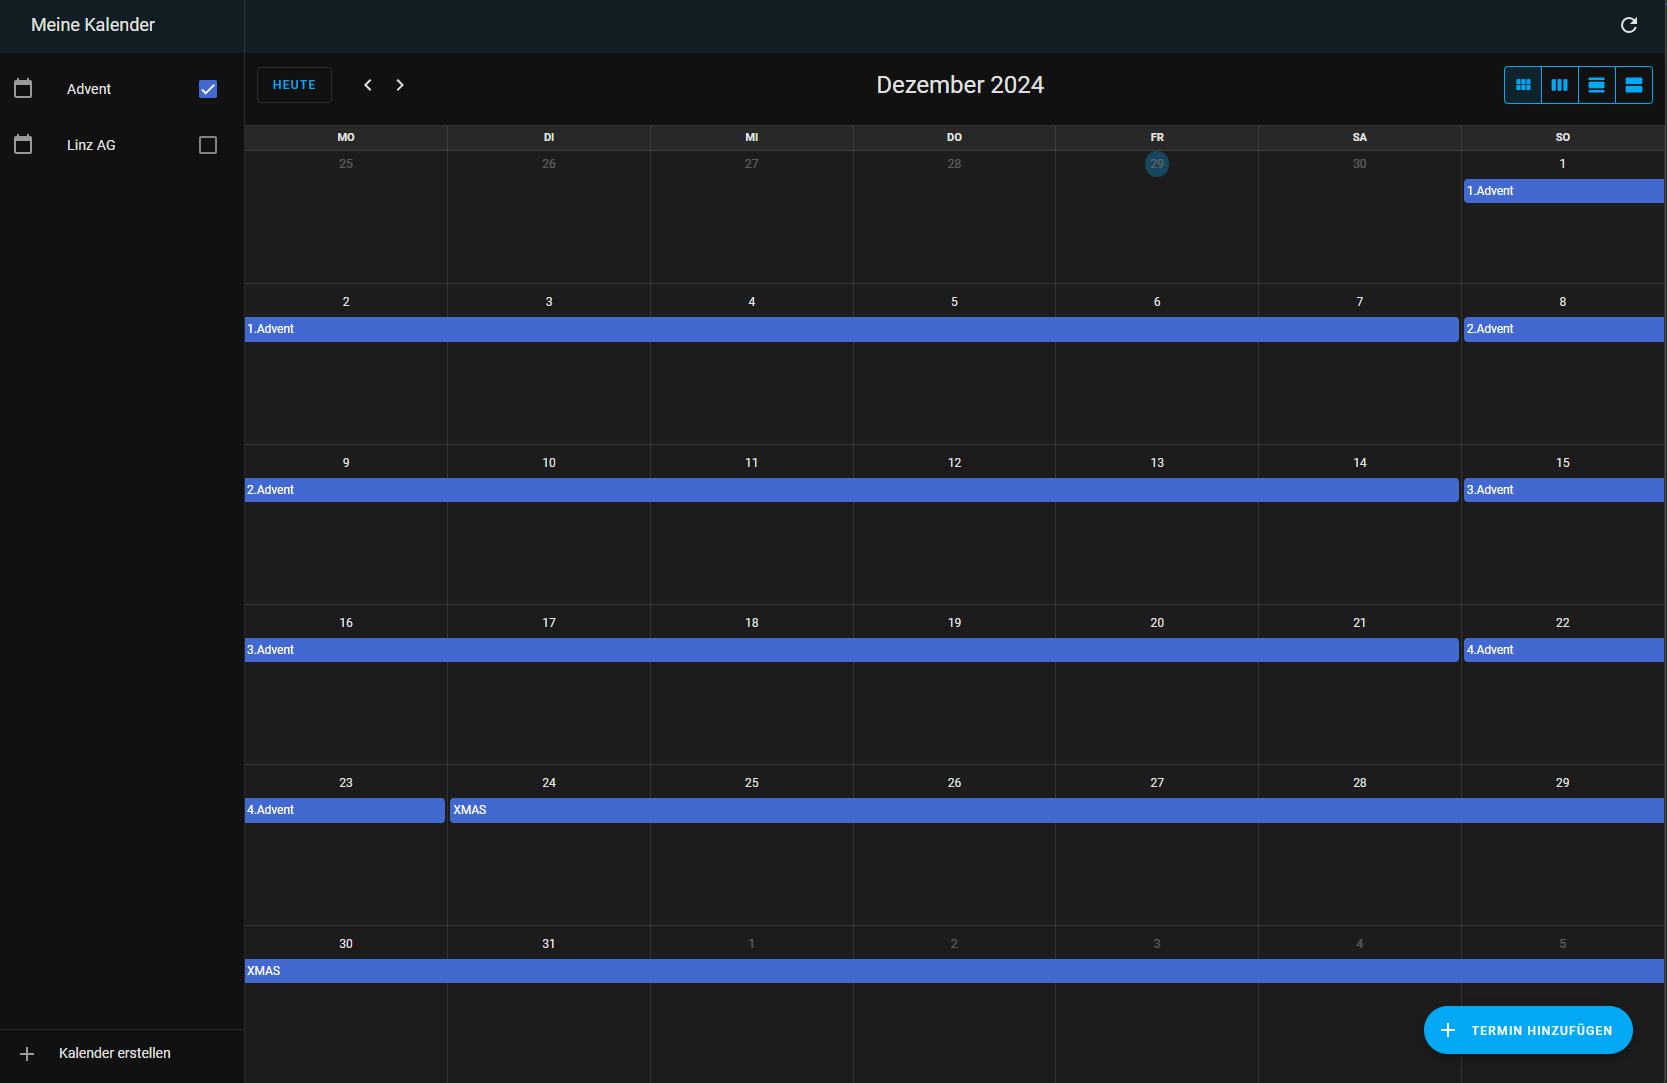 Meine Kalender
Advent
Linz AG
HEUTE
Dezember 2024
MO DI MI DO FR SA SO
25 26 27 28 29 30 1
1.Advent
2 3 4 5 6 7 8
1.Advent 2.Advent
9 10 11 12 13 14 15
2.Advent 3.Advent
16 17 18 19 20 21 22
3.Advent 4.Advent
23 24 25 26 27 28 29
4.Advent XMAS
30 31 1 2 3 4 5
XMAS
TERMIN HINZUFÜGEN
Kalender erstellen